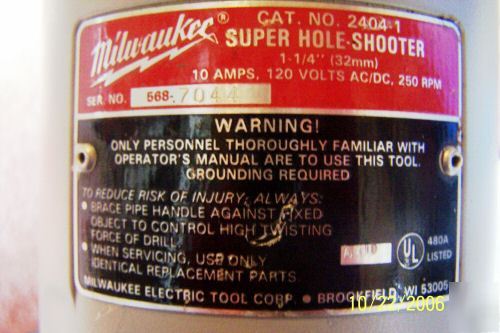 Milwaukee®
CAT. NO. 2404-1
SUPER HOLE-SHOOTER
1-1/4" (32mm)
10 AMPS, 120 VOLTS AC/DC, 250 RPM
SER. NO. 568-7044
WARNING!
ONLY PERSONNEL THOROUGHLY FAMILIAR WITH
OPERATOR'S MANUAL ARE TO USE THIS TOOL.
GROUNDING REQUIRED
TO REDUCE RISK OF INJURY, ALWAYS:
• BRACE PIPE HANDLE AGAINST FIXED
OBJECT TO CONTROL HIGH TWISTING
FORCE OF DRILL.
• WHEN SERVICING, USE ONLY
IDENTICAL REPLACEMENT PARTS.
UL
480A
LISTED
MILWAUKEE ELECTRIC TOOL CORP. • BROOKFIELD, WI 53005
10/22/2006